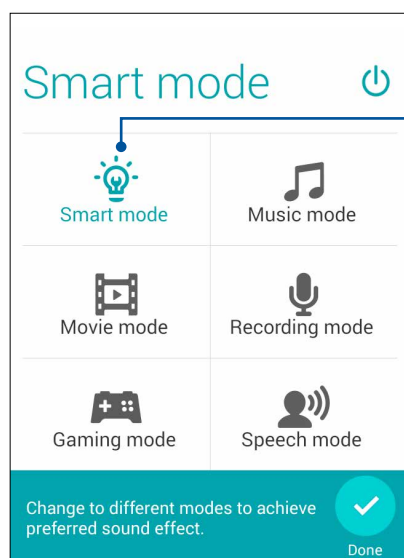 Smart mode
Smart mode
Music mode
Movie mode
Recording mode
Gaming mode
Speech mode
Change to different modes to achieve
preferred sound effect.
Done